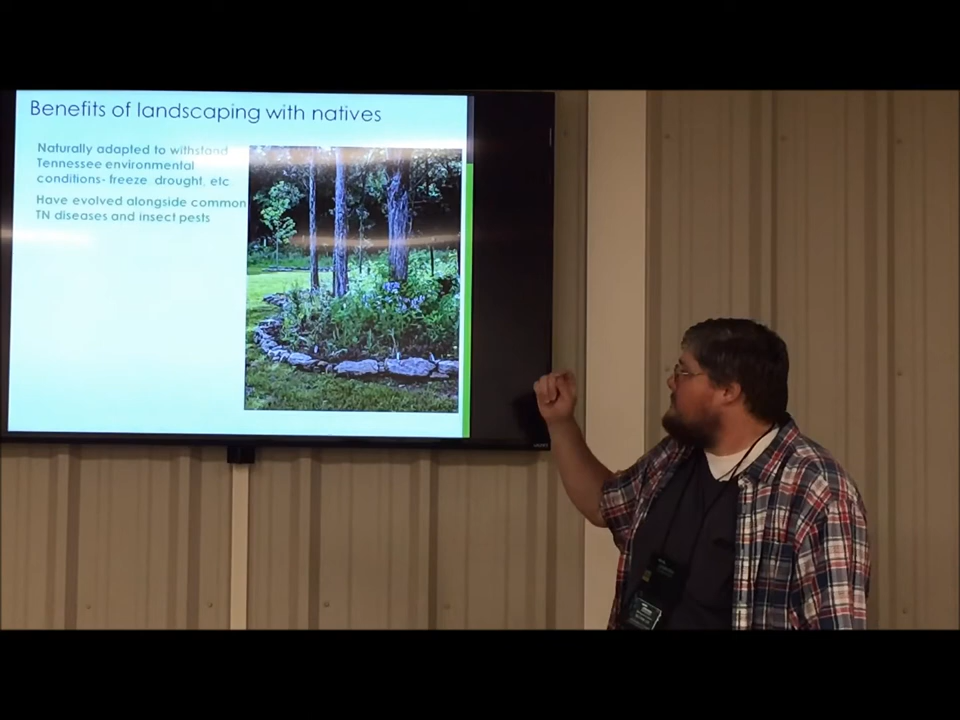 Benefits of landscaping with natives
Naturally adapted to withstand
Tennessee environmental
conditions- freeze, drought, etc
Have evolved alongside common
TN diseases and insect pests